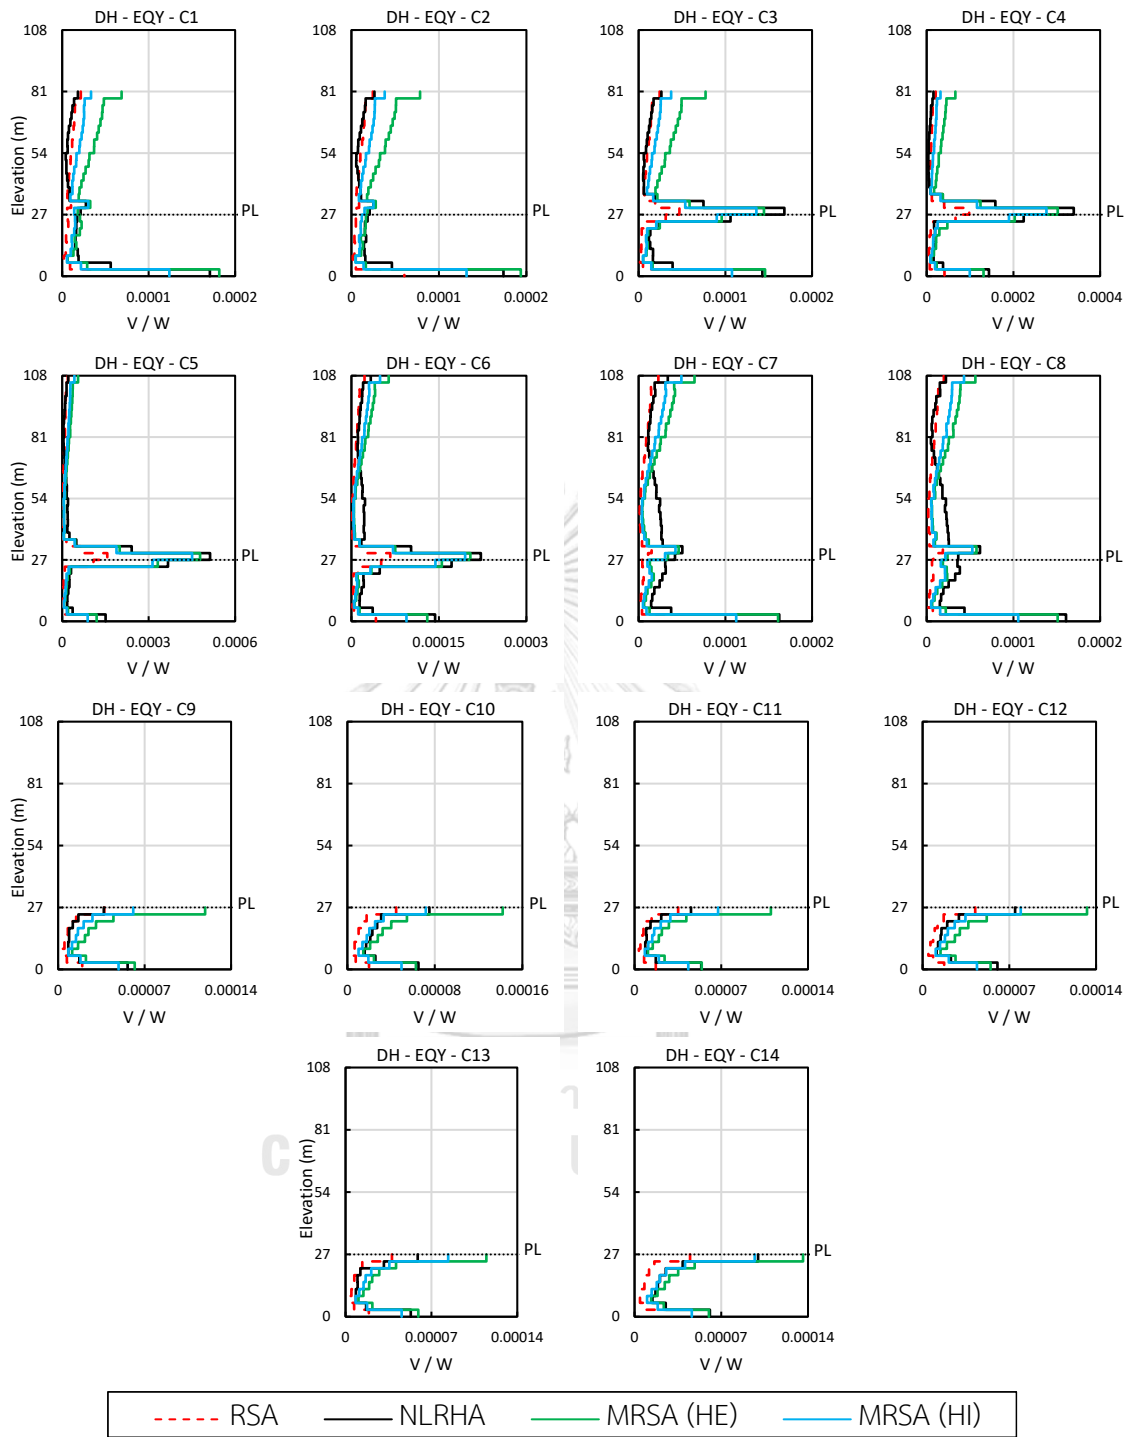 DH - EQY - C1 DH - EQY - C2 DH - EQY - C3 DH - EQY - C4
108 108 108 108
81 81 81 81
54 54 54 54
27 27 27 27
0 0 0 0
Elevation (m)
PL PL PL PL
0 0.0001 0.0002 0 0.0001 0.0002 0 0.0001 0.0002 0 0.0002 0.0004
V / W V / W V / W V / W
DH - EQY - C5 DH - EQY - C6 DH - EQY - C7 DH - EQY - C8
108 108 108 108
81 81 81 81
54 54 54 54
27 27 27 27
0 0 0 0
Elevation (m)
PL PL PL PL
0 0.0003 0.0006 0 0.00015 0.0003 0 0.0001 0.0002 0 0.0001 0.0002
V / W V / W V / W V / W
DH - EQY - C9 DH - EQY - C10 DH - EQY - C11 DH - EQY - C12
108 108 108 108
81 81 81 81
54 54 54 54
27 27 27 27
0 0 0 0
Elevation (m)
PL PL PL PL
0 0.00007 0.00014 0 0.00008 0.00016 0 0.00007 0.00014 0 0.00007 0.00014
V / W V / W V / W V / W
DH - EQY - C13 DH - EQY - C14
108 108
81 81
54 54
27 27
0 0
Elevation (m)
PL PL
0 0.00007 0.00014 0 0.00007 0.00014
V / W V / W
RSA NLRHA MRSA (HE) MRSA (HI)